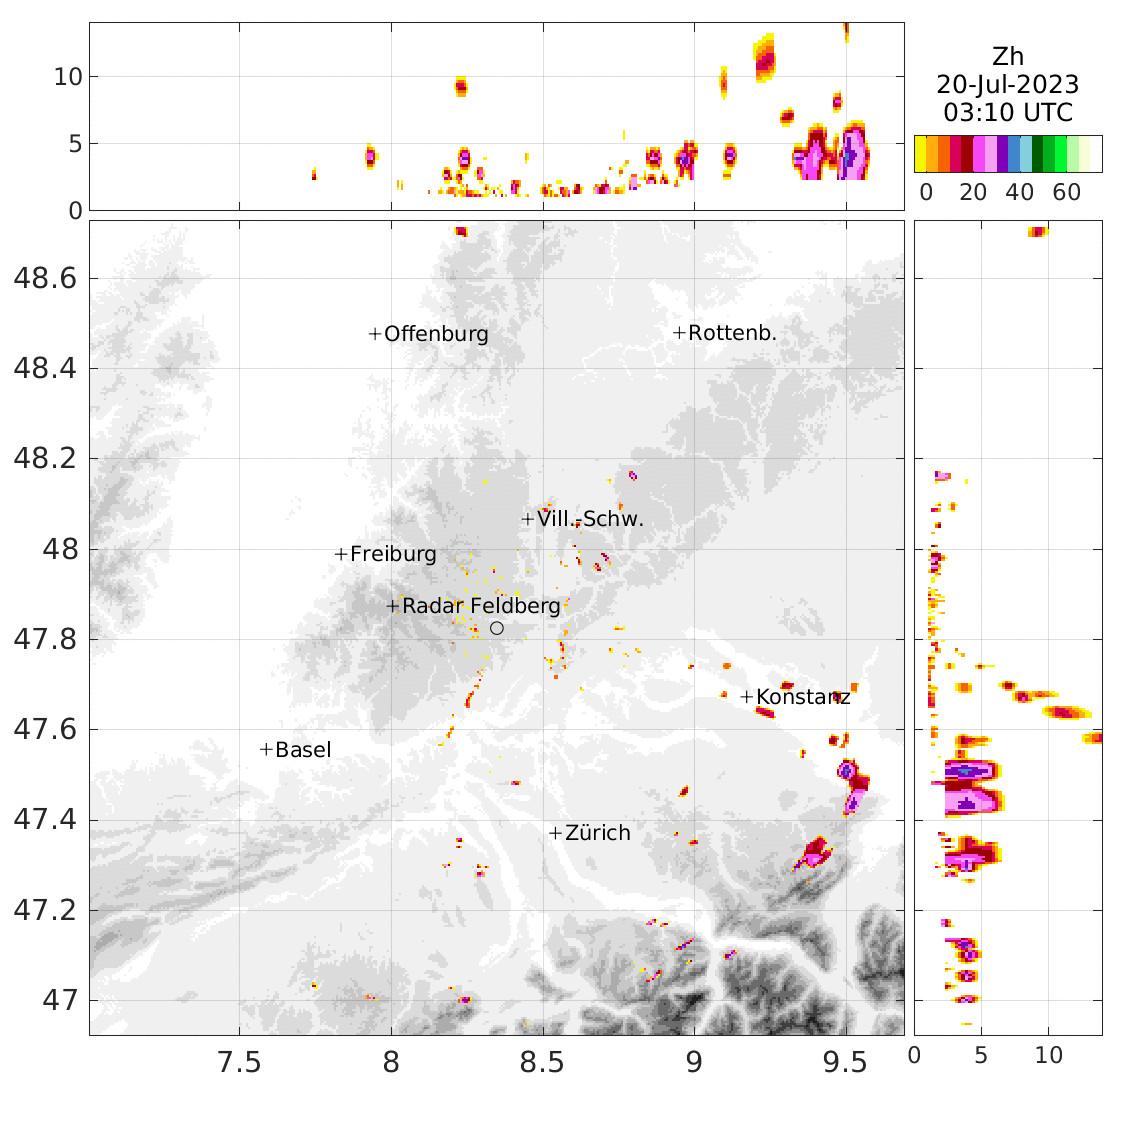 10
5
0
Zh
20-Jul-2023
03:10 UTC
0 20 40 60
48.6
48.4
48.2
48
47.8
47.6
47.4
47.2
47
+Offenburg
+Rottenb.
+Vill.-Schw.
+Freiburg
+Radar Feldberg
+Konstanz
+Basel
+Zürich
7.5 8 8.5 9 9.5
0 5 10